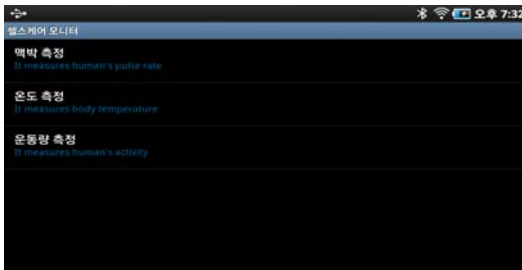 오후 7:32
헬스케어 모니터
맥박 측정
It measures human's pulse rate
온도 측정
It measures body temperature
운동량 측정
It measures human's activity